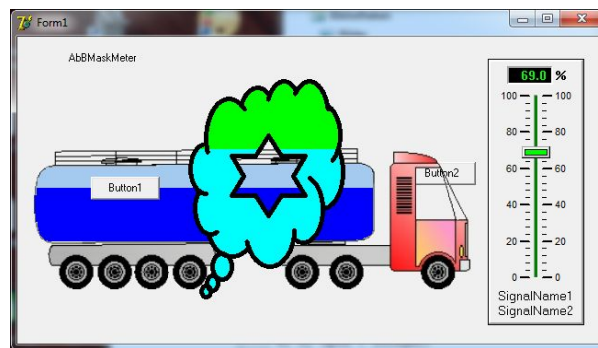 Form1
AbBMaskMeter
69.0 %
100 100
80 80
60 60
40 40
20 20
0 0
Button1
Button2
SignalName1
SignalName2